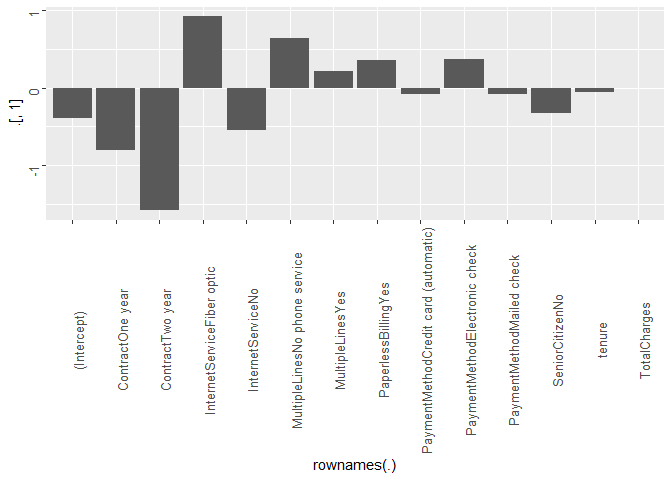 1
0
-1
.[, 1]
(Intercept)
ContractOne year
ContractTwo year
InternetServiceFiber optic
InternetServiceNo
MultipleLinesNo phone service
MultipleLinesYes
PaperlessBillingYes
PaymentMethodCredit card (automatic)
PaymentMethodElectronic check
PaymentMethodMailed check
SeniorCitizenNo
tenure
TotalCharges
rownames(.)